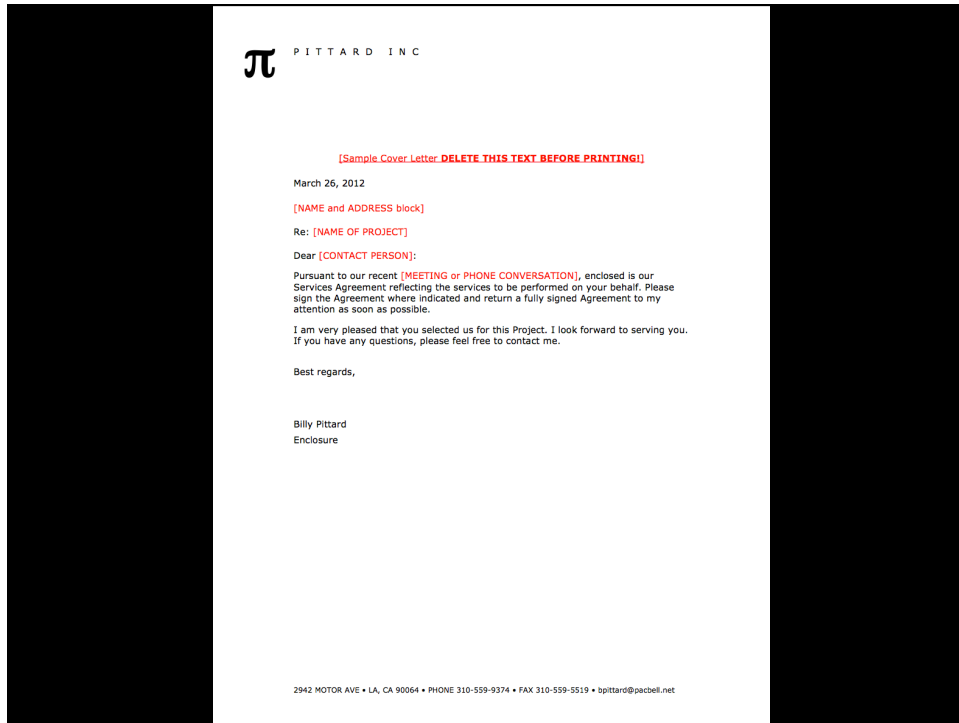 π
PITTARD INC
[Sample Cover Letter DELETE THIS TEXT BEFORE PRINTING!]
March 26, 2012
[NAME and ADDRESS block]
Re: [NAME OF PROJECT]
Dear [CONTACT PERSON]:
Pursuant to our recent [MEETING or PHONE CONVERSATION], enclosed is our
Services Agreement reflecting the services to be performed on your behalf. Please
sign the Agreement where indicated and return a fully signed Agreement to my
attention as soon as possible.
I am very pleased that you selected us for this Project. I look forward to serving you.
If you have any questions, please feel free to contact me.
Best regards,
Billy Pittard
Enclosure
2942 MOTOR AVE • LA, CA 90064 • PHONE 310-559-9374 • FAX 310-559-5519 • bpittard@pacbell.net